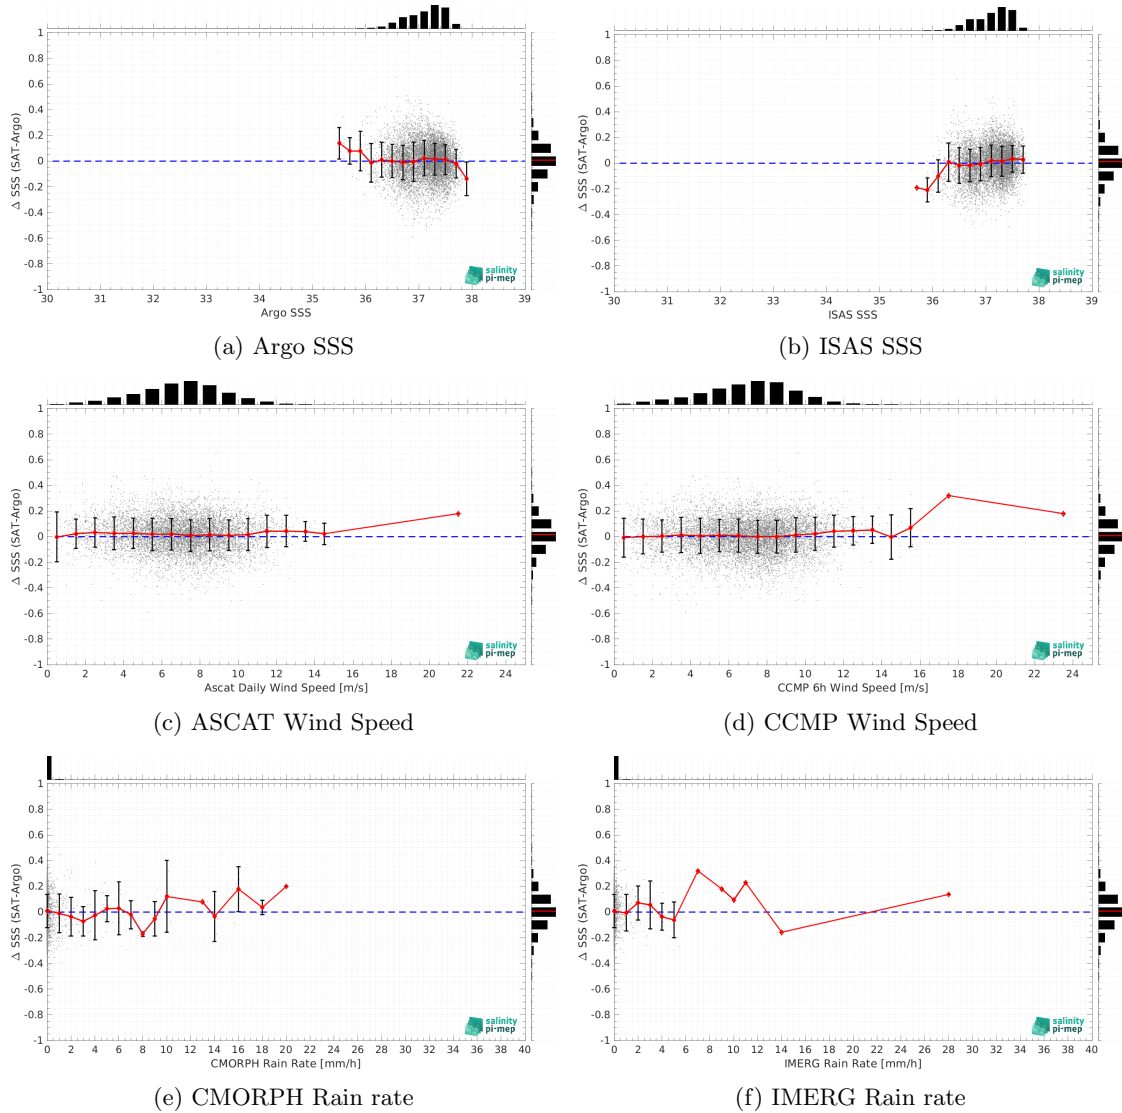 1
0.8
0.6
0.4
0.2
0
-0.2
-0.4
-0.6
-0.8
-1
Δ SSS (SAT-Argo)
30 31 32 33 34 35 36 37 38 39
Argo SSS
salinity
pi-mep
(a) Argo SSS
1
0.8
0.6
0.4
0.2
0
-0.2
-0.4
-0.6
-0.8
-1
Δ SSS (SAT-Argo)
30 31 32 33 34 35 36 37 38 39
ISAS SSS
salinity
pi-mep
(b) ISAS SSS
1
0.8
0.6
0.4
0.2
0
-0.2
-0.4
-0.6
-0.8
-1
Δ SSS (SAT-Argo)
0 2 4 6 8 10 12 14 16 18 20 22 24
Ascat Daily Wind Speed [m/s]
salinity
pi-mep
(c) ASCAT Wind Speed
1
0.8
0.6
0.4
0.2
0
-0.2
-0.4
-0.6
-0.8
-1
Δ SSS (SAT-Argo)
0 2 4 6 8 10 12 14 16 18 20 22 24
CCMP 6h Wind Speed [m/s]
salinity
pi-mep
(d) CCMP Wind Speed
1
0.8
0.6
0.4
0.2
0
-0.2
-0.4
-0.6
-0.8
-1
Δ SSS (SAT-Argo)
0 2 4 6 8 10 12 14 16 18 20 22 24 26 28 30 32 34 36 38 40
CMORPH Rain Rate [mm/h]
salinity
pi-mep
(e) CMORPH Rain rate
1
0.8
0.6
0.4
0.2
0
-0.2
-0.4
-0.6
-0.8
-1
Δ SSS (SAT-Argo)
0 2 4 6 8 10 12 14 16 18 20 22 24 26 28 30 32 34 36 38 40
IMERG Rain Rate [mm/h]
salinity
pi-mep
(f) IMERG Rain rate